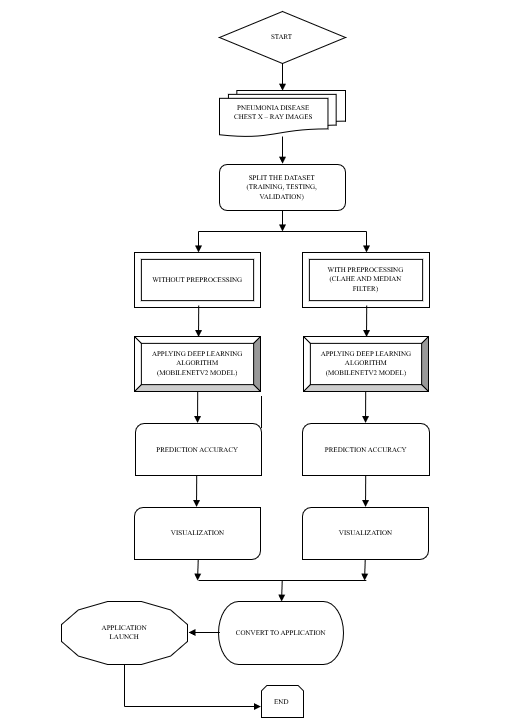 START
PNEUMONIA DISEASE
CHEST X – RAY IMAGES
SPLIT THE DATASET
(TRAINING, TESTING,
VALIDATION)
WITHOUT PREPROCESSING
WITH PREPROCESSING
(CLAHE AND MEDIAN
FILTER)
APPLYING DEEP LEARNING
ALGORITHM
(MOBILENETV2 MODEL)
APPLYING DEEP LEARNING
ALGORITHM
(MOBILENETV2 MODEL)
PREDICTION ACCURACY
PREDICTION ACCURACY
VISUALIZATION
VISUALIZATION
APPLICATION
LAUNCH
CONVERT TO APPLICATION
END